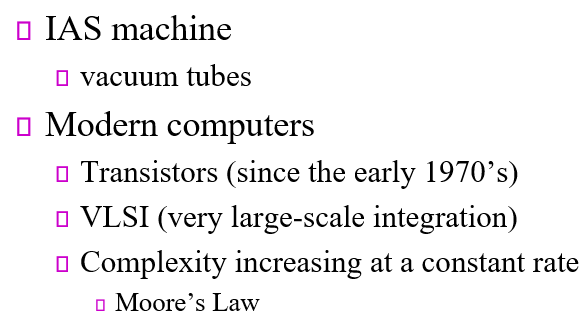 IAS machine
vacuum tubes
Modern computers
Transistors (since the early 1970’s)
VLSI (very large-scale integration)
Complexity increasing at a constant rate
Moore’s Law